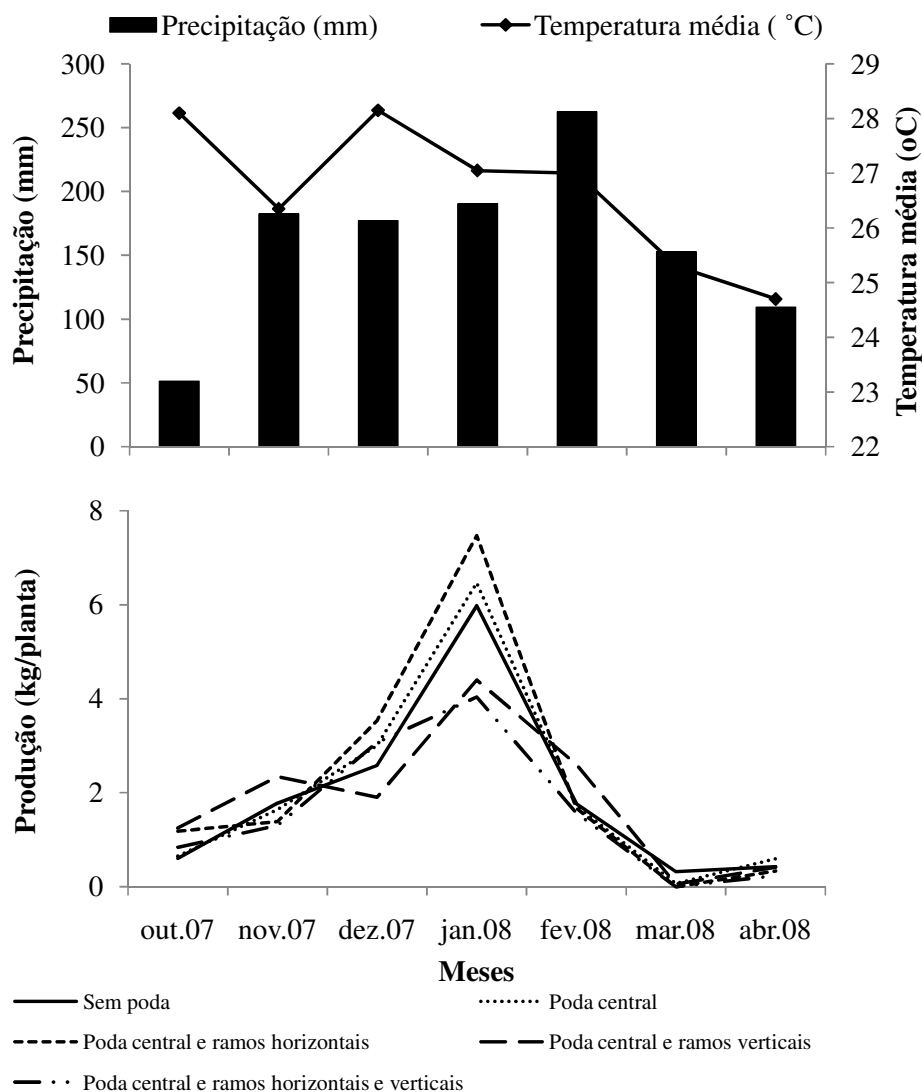 Precipitação (mm) Temperatura média ( ˚C)
300
250
200
150
100
50
0
Precipitação (mm)
29
28
27
26
25
24
23
22
Temperatura média (oC)
8
6
4
2
0
Produção (kg/planta)
out.07 nov.07 dez.07 jan.08 fev.08 mar.08 abr.08
Meses
Sem poda Poda central
Poda central e ramos horizontais Poda central e ramos verticais
Poda central e ramos horizontais e verticais